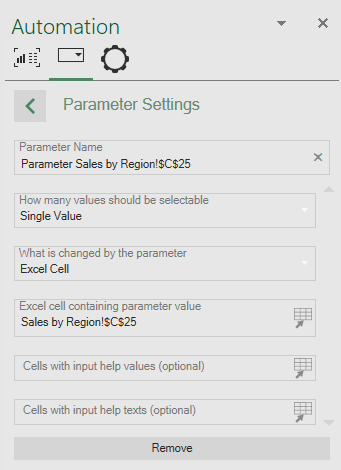 Automation
Parameter Settings
Parameter Name
Parameter Sales by Region!$C$25
How many values should be selectable
Single Value
What is changed by the parameter
Excel Cell
Excel cell containing parameter value
Sales by Region!$C$25
Cells with input help values (optional)
Cells with input help texts (optional)
Remove